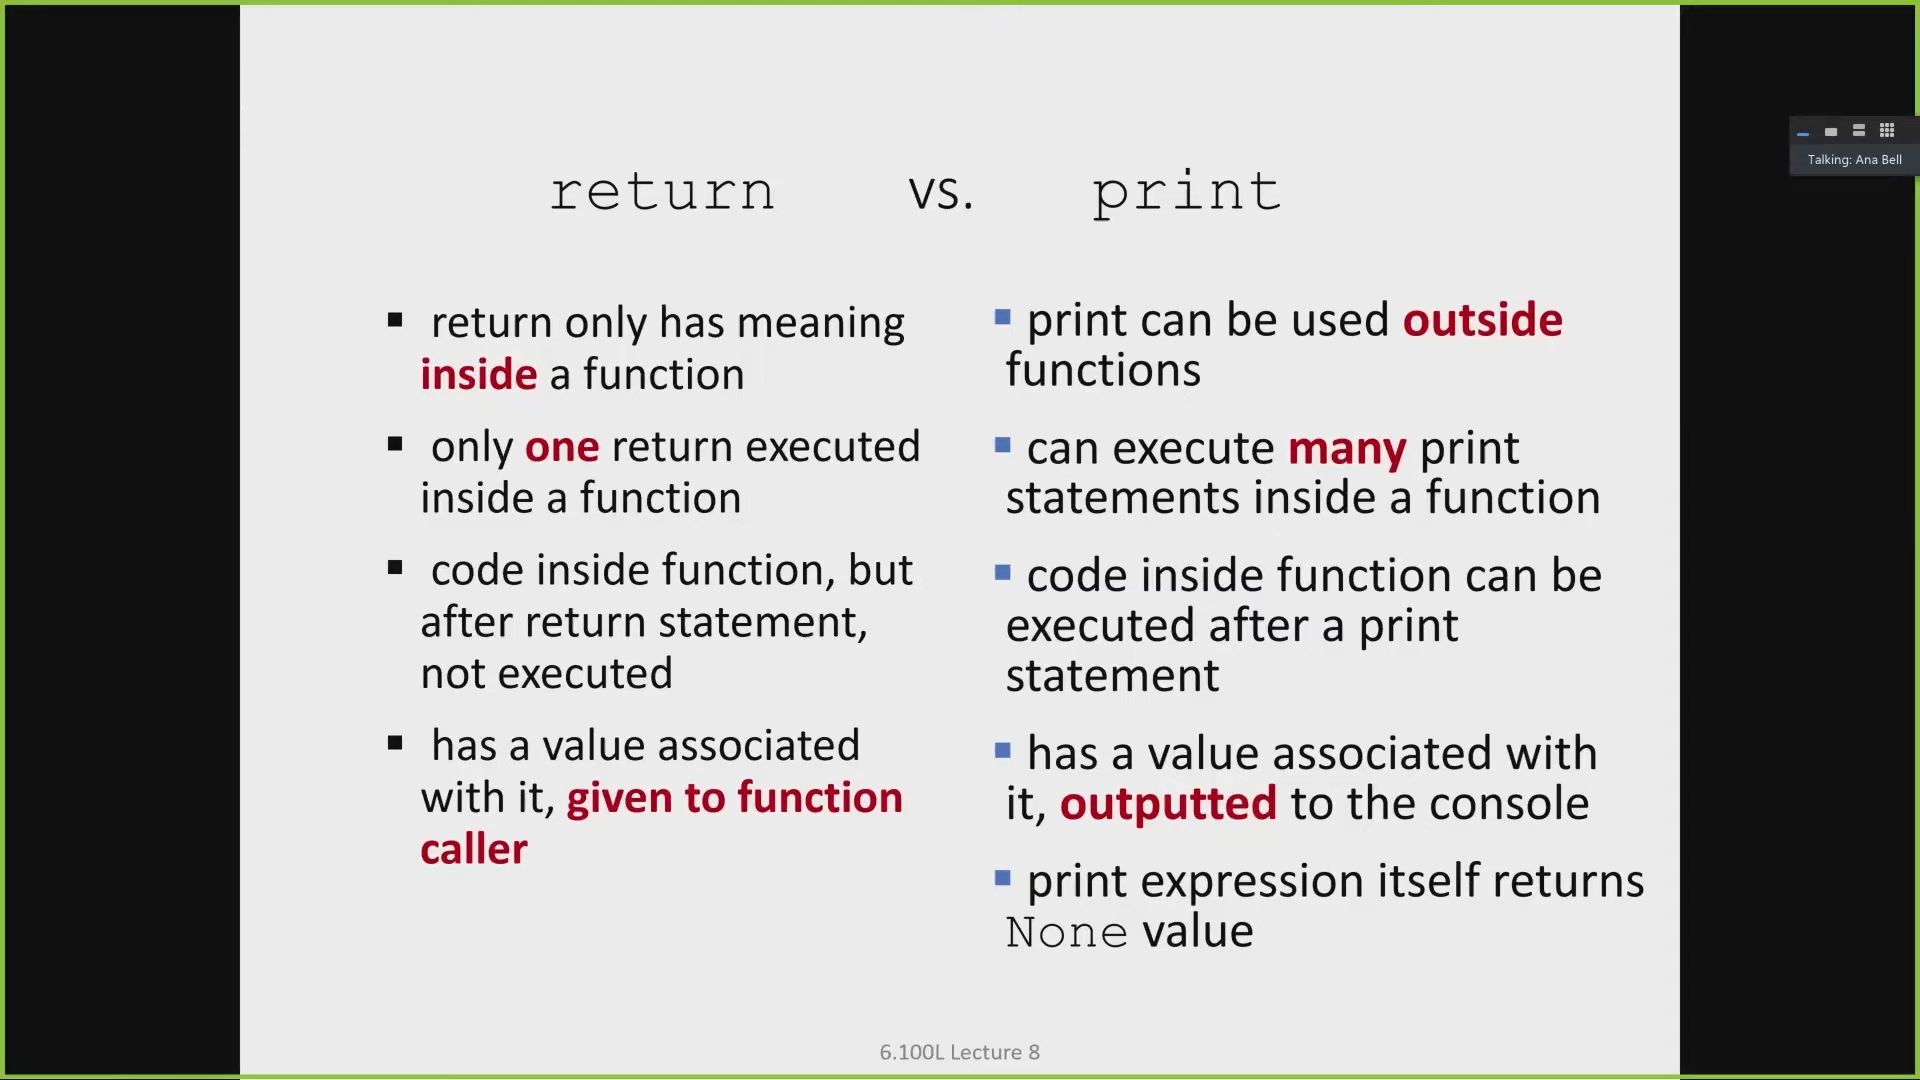 Talking: Ana Bell
return vs. print
▪ return only has meaning
inside a function
▪ only one return executed
inside a function
▪ code inside function, but
after return statement,
not executed
▪ has a value associated
with it, given to function
caller
▪ print can be used outside
functions
▪ can execute many print
statements inside a function
▪ code inside function can be
executed after a print
statement
▪ has a value associated with
it, outputted to the console
▪ print expression itself returns
None value
6.100L Lecture 8